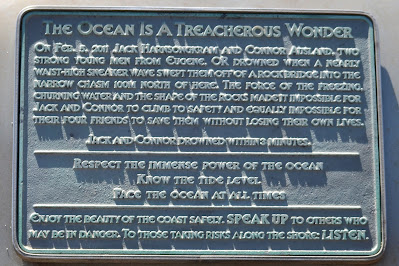 The Ocean Is A Treacherous Wonder
On Feb. 5, 2011 Jack Harnsongkram and Connor Ausland, two
strong young men from Eugene, OR drowned when a nearly
waist-high sneaker wave swept them off of a rock bridge into the
narrow chasm 100m north of here. The force of the freezing,
churning water and the shape of the rocks made it impossible for
Jack and Connor to climb to safety and equally impossible for
their four friends to save them without losing their own lives.
Jack and Connor drowned within 3 minutes.
Respect the immense power of the ocean
Know the tide level
Face the ocean at all times
Enjoy the beauty of the coast safely. SPEAK UP to others who
may be in danger. To those taking risks along the shore: LISTEN.